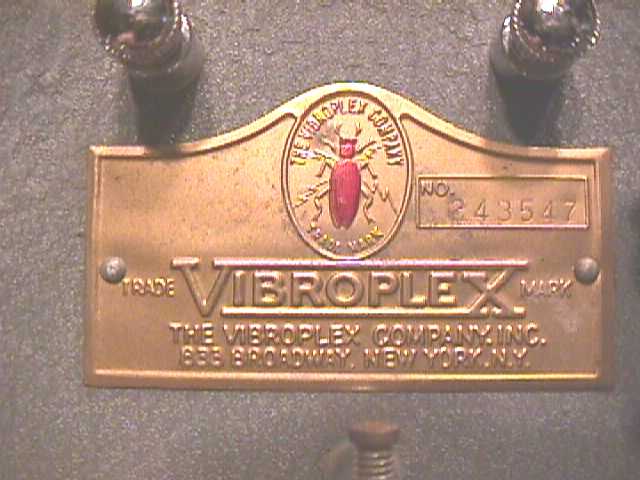 THE VIBROPLEX COMPANY
TRADE MARK
NO. 243547
TRADE VIBROPLEX MARK
THE VIBROPLEX COMPANY, INC.
833 BROADWAY, NEW YORK, N.Y.